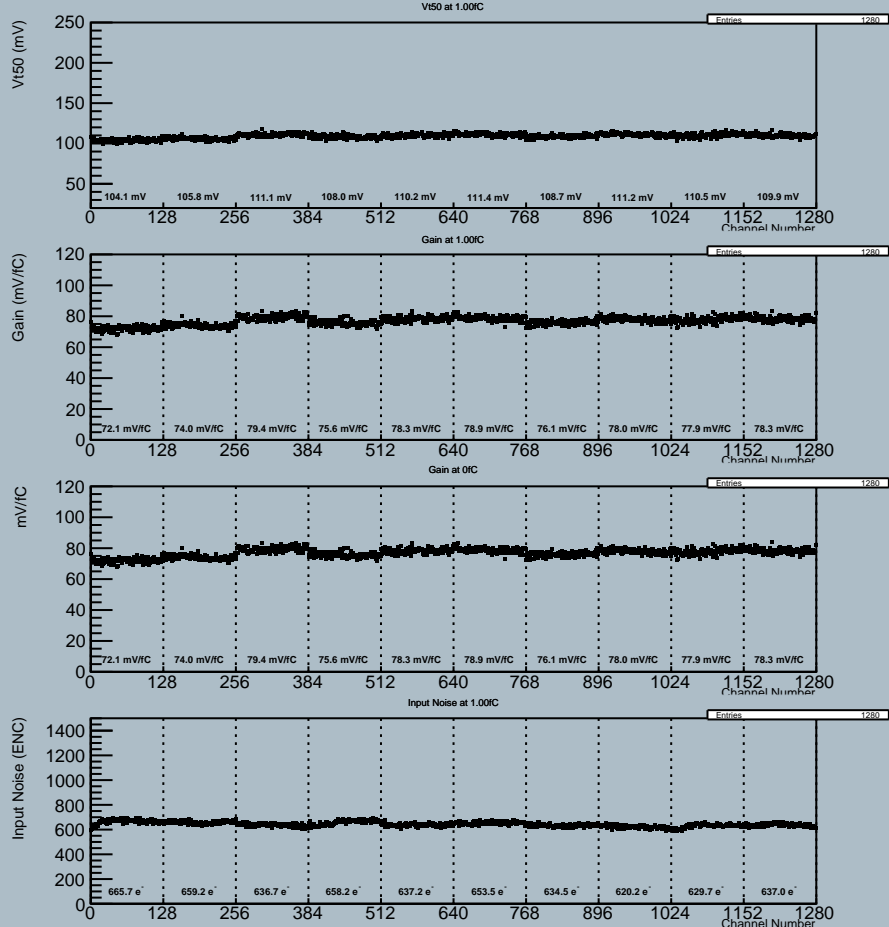 Vt50 at 1.00fC
Entries 1280
Vt50 (mV)
250
200
150
100
50
104.1 mV 105.8 mV 111.1 mV 108.0 mV 110.2 mV 111.4 mV 108.7 mV 111.2 mV 110.5 mV 109.9 mV
0 128 256 384 512 640 768 896 1024 1152 1280
Channel Number
Gain at 1.00fC
Entries 1280
Gain (mV/fC)
120
100
80
60
40
20
0
72.1 mV/fC 74.0 mV/fC 79.4 mV/fC 75.6 mV/fC 78.3 mV/fC 78.9 mV/fC 76.1 mV/fC 78.0 mV/fC 77.9 mV/fC 78.3 mV/fC
0 128 256 384 512 640 768 896 1024 1152 1280
Channel Number
Gain at 0fC
Entries 1280
mV/fC
120
100
80
60
40
20
0
72.1 mV/fC 74.0 mV/fC 79.4 mV/fC 75.6 mV/fC 78.3 mV/fC 78.9 mV/fC 76.1 mV/fC 78.0 mV/fC 77.9 mV/fC 78.3 mV/fC
0 128 256 384 512 640 768 896 1024 1152 1280
Channel Number
Input Noise at 1.00fC
Entries 1280
Input Noise (ENC)
1400
1200
1000
800
600
400
200
0
665.7 e⁻ 659.2 e⁻ 636.7 e⁻ 658.2 e⁻ 637.2 e⁻ 653.5 e⁻ 634.5 e⁻ 620.2 e⁻ 629.7 e⁻ 637.0 e⁻
0 128 256 384 512 640 768 896 1024 1152 1280
Channel Number